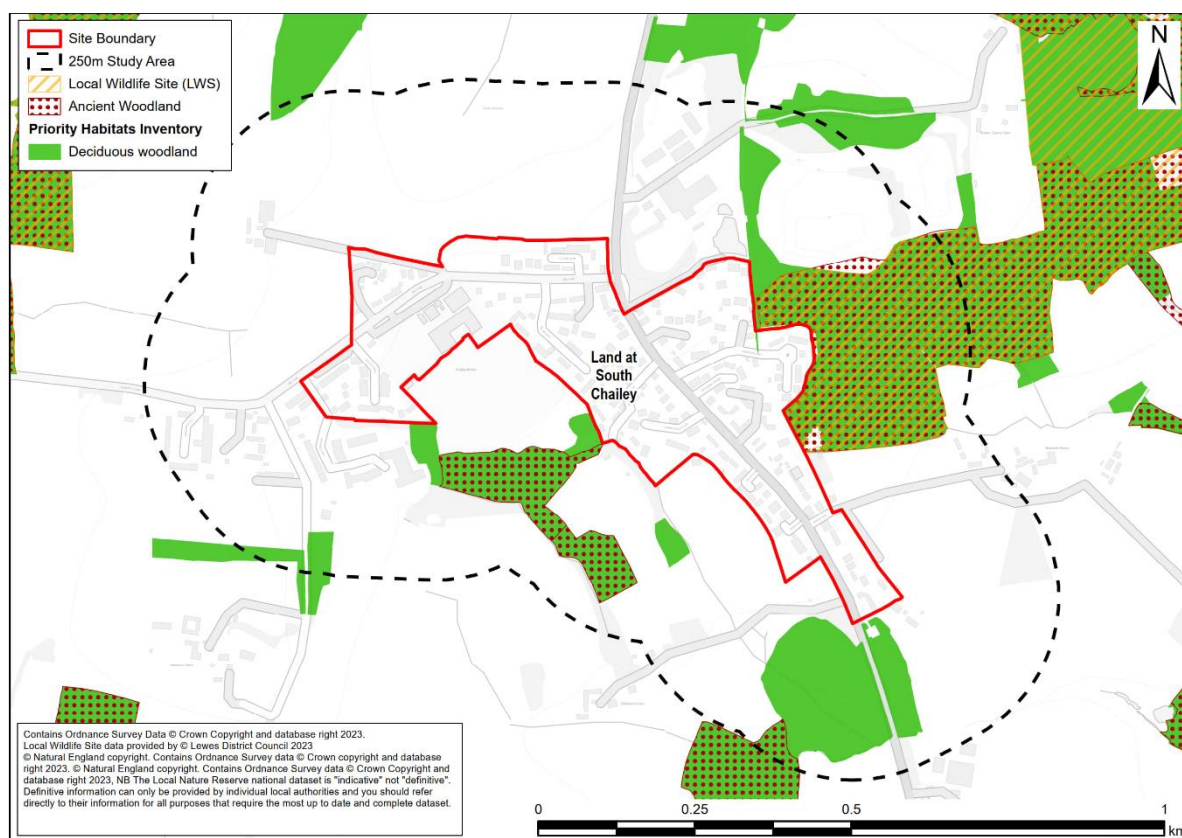 Site Boundary
250m Study Area
Local Wildlife Site (LWS)
Ancient Woodland
Priority Habitats Inventory
Deciduous woodland
N
Land at
South
Chailey
Contains Ordnance Survey Data © Crown Copyright and database right 2023.
Local Wildlife Site data provided by © Lewes District Council 2023
© Natural England copyright. Contains Ordnance Survey data © Crown copyright and database
right 2023. © Natural England copyright. Contains Ordnance Survey data © Crown Copyright and
database right 2023, NB The Local Nature Reserve national dataset is "indicative" not "definitive".
Definitive information can only be provided by individual local authorities and you should refer
directly to their information for all purposes that require the most up to date and complete dataset.
0 0.25 0.5 1
km